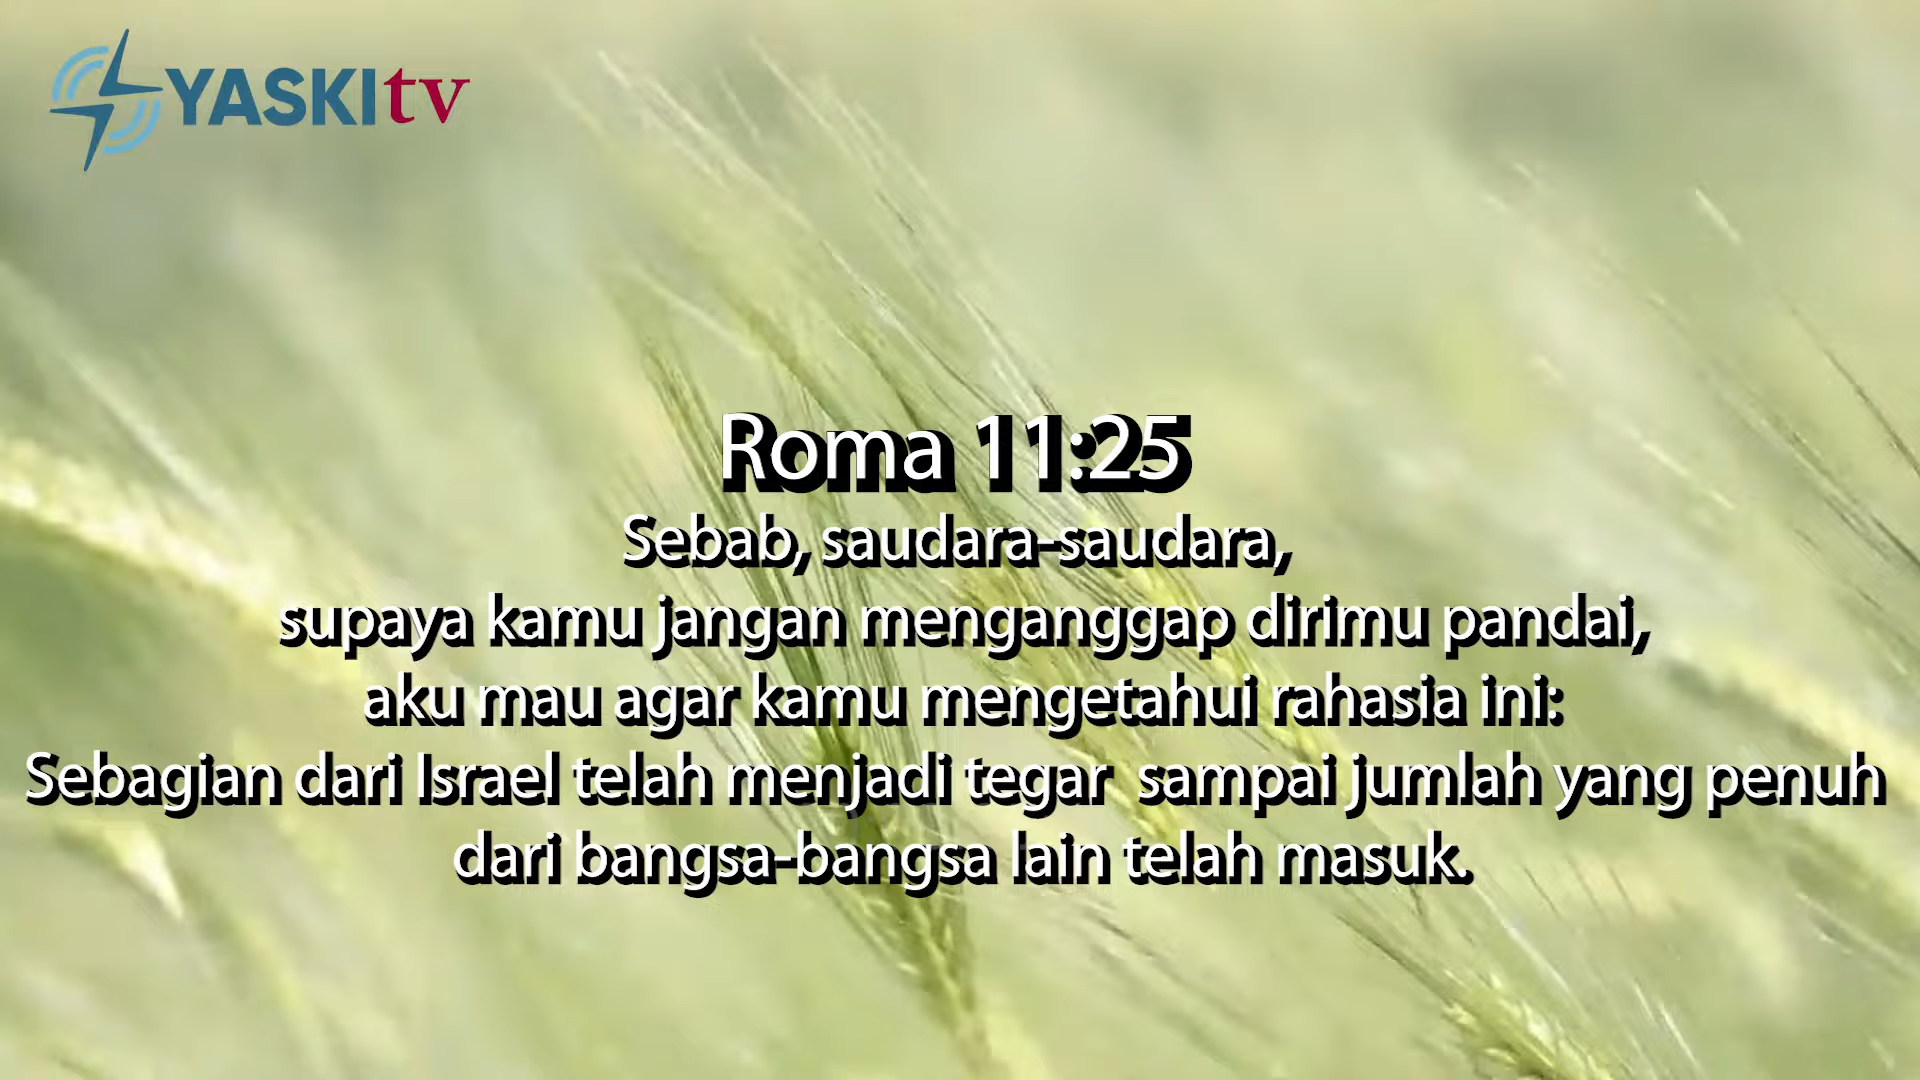 YASKItv
Roma 11:25
Sebab, saudara-saudara,
supaya kamu jangan menganggap dirimu pandai,
aku mau agar kamu mengetahui rahasia ini:
Sebagian dari Israel telah menjadi tegar  sampai jumlah yang penuh
dari bangsa-bangsa lain telah masuk.